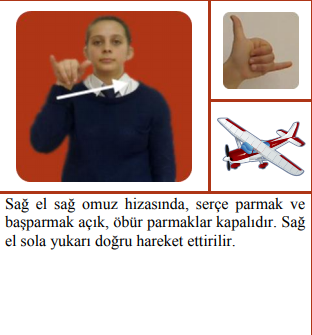 Sağ el sağ omuz hizasında, serçe parmak ve
başparmak açık, öbür parmaklar kapalıdır. Sağ
el sola yukarı doğru hareket ettirilir.